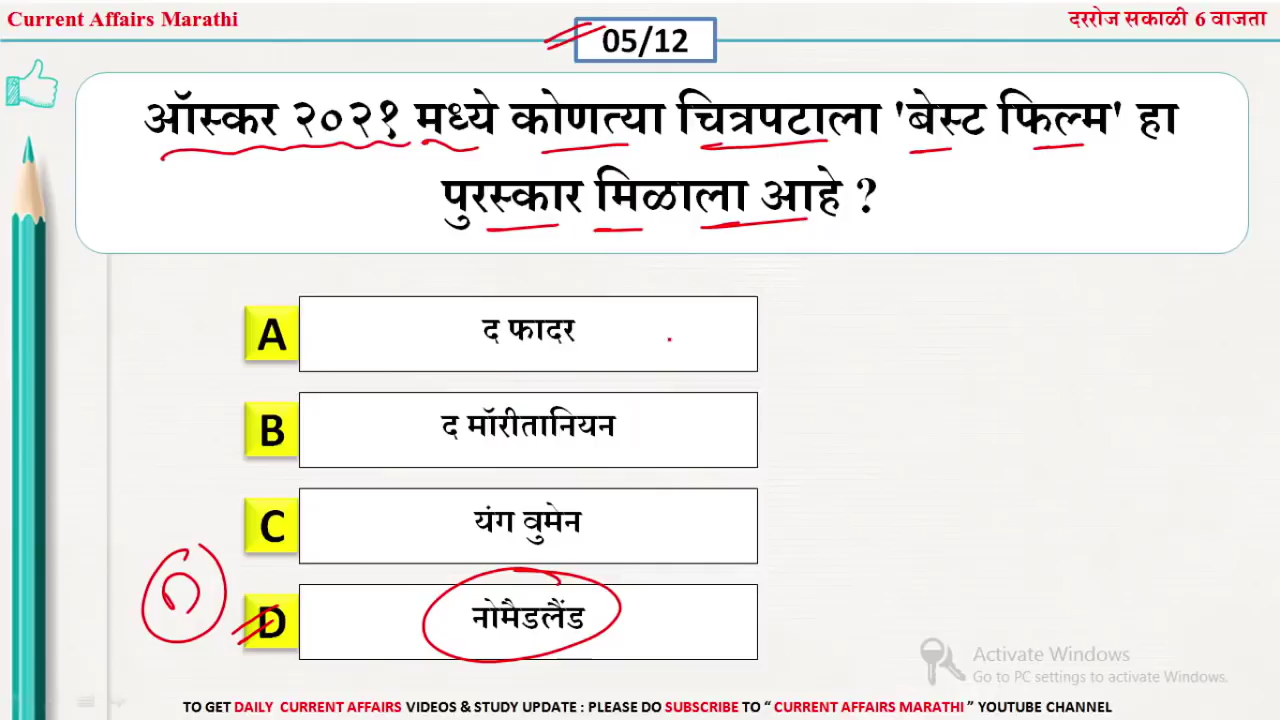 Current Affairs Marathi
दररोज सकाळी 6 वाजता
05/12
ऑस्कर २०२१ मध्ये कोणत्या चित्रपटाला 'बेस्ट फिल्म' हा
पुरस्कार मिळाला आहे ?
A
द फादर
B
द मॉरीतानियन
C
यंग वुमेन
D
नोमैडलैंड
Activate Windows
Go to PC settings to activate Windows.
TO GET DAILY CURRENT AFFAIRS VIDEOS & STUDY UPDATE : PLEASE DO SUBSCRIBE TO “ CURRENT AFFAIRS MARATHI ” YOUTUBE CHANNEL